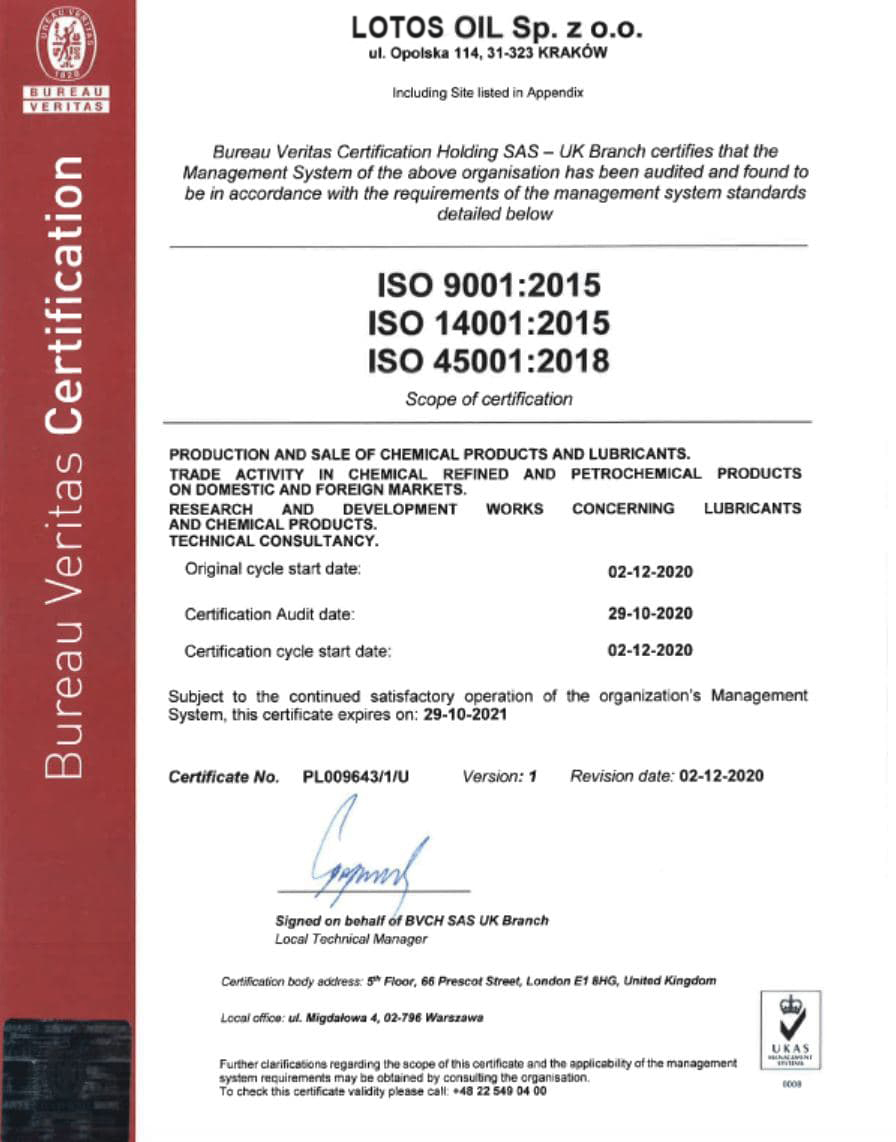 BUREAU VERITAS
1828
BUREAU
VERITAS
Bureau Veritas Certification
LOTOS OIL Sp. z o.o.
ul. Opolska 114, 31-323 KRAKÓW
Including Site listed in Appendix
Bureau Veritas Certification Holding SAS – UK Branch certifies that the
Management System of the above organisation has been audited and found to
be in accordance with the requirements of the management system standards
detailed below
ISO 9001:2015
ISO 14001:2015
ISO 45001:2018
Scope of certification
PRODUCTION AND SALE OF CHEMICAL PRODUCTS AND LUBRICANTS.
TRADE ACTIVITY IN CHEMICAL REFINED AND PETROCHEMICAL PRODUCTS
ON DOMESTIC AND FOREIGN MARKETS.
RESEARCH AND DEVELOPMENT WORKS CONCERNING LUBRICANTS
AND CHEMICAL PRODUCTS.
TECHNICAL CONSULTANCY.
Original cycle start date: 02-12-2020
Certification Audit date: 29-10-2020
Certification cycle start date: 02-12-2020
Subject to the continued satisfactory operation of the organization's Management
System, this certificate expires on: 29-10-2021
Certificate No. PL009643/1/U Version: 1 Revision date: 02-12-2020
Signed on behalf of BVCH SAS UK Branch
Local Technical Manager
Certification body address: 5th Floor, 66 Prescot Street, London E1 8HG, United Kingdom
Local office: ul. Migdałowa 4, 02-796 Warszawa
Further clarifications regarding the scope of this certificate and the applicability of the management
system requirements may be obtained by consulting the organisation.
To check this certificate validity please call: +48 22 549 04 00
UKAS
MANAGEMENT
SYSTEMS
0008